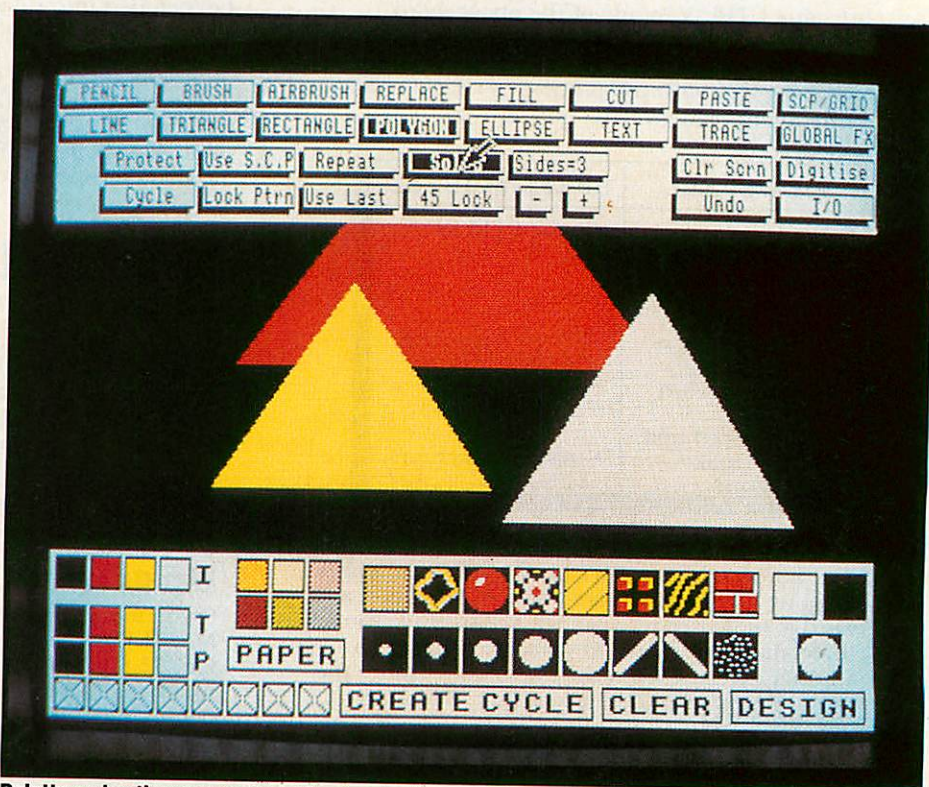 PENCIL BRUSH AIRBRUSH REPLACE FILL CUT PASTE SCP/GRID
LINE TRIANGLE RECTANGLE POLYGON ELLIPSE TEXT TRACE GLOBAL FX
Protect Use S.C.P Repeat Sides=3 Clr Scrn Digitise
Cycle Lock Ptrn Use Last 45 Lock - + Undo I/O
I
T
P
PAPER
CREATE CYCLE CLEAR DESIGN